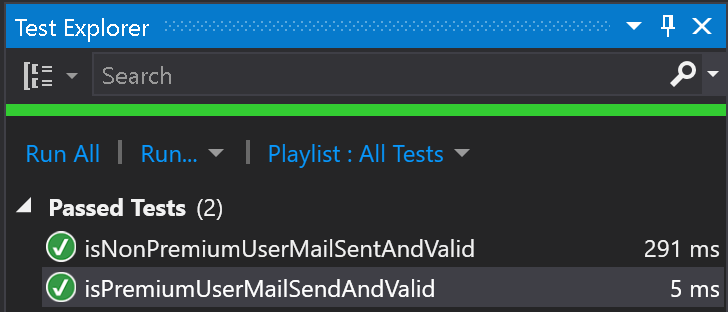 Test Explorer
Search
Run All | Run... | Playlist : All Tests
Passed Tests (2)
isNonPremiumUserMailSentAndValid 291 ms
isPremiumUserMailSendAndValid 5 ms